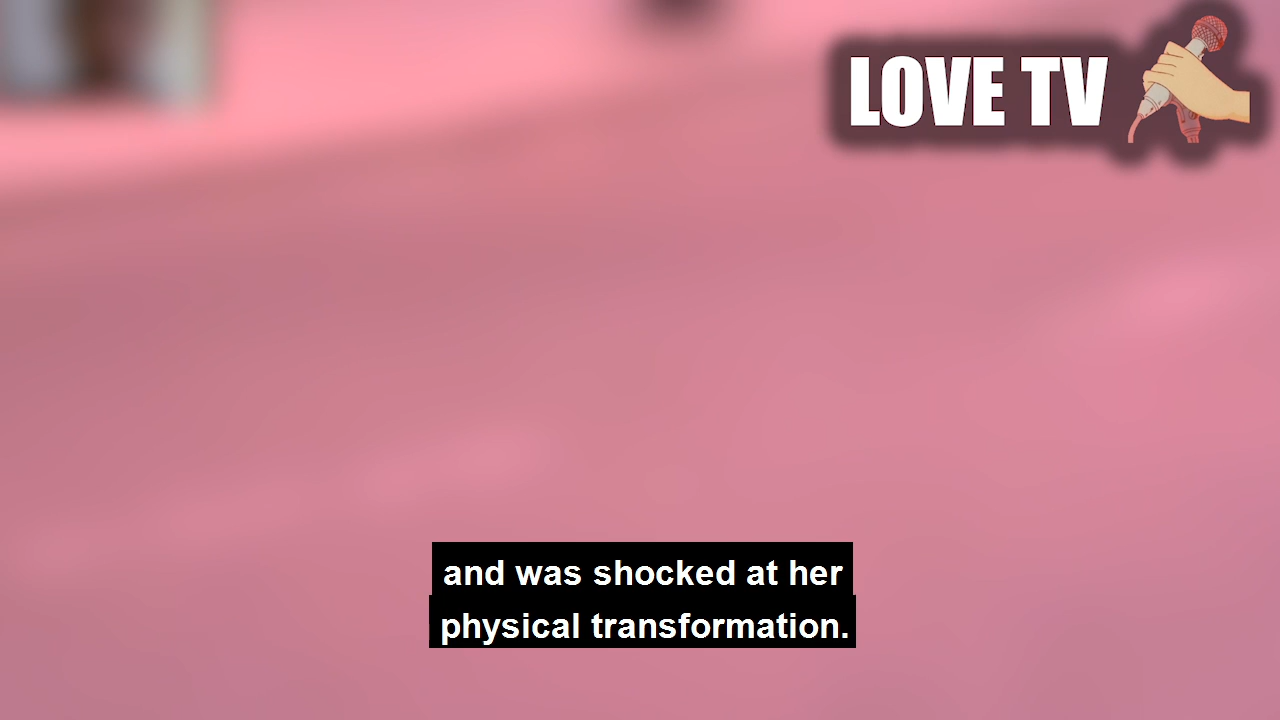 LOVE TV
and was shocked at her
physical transformation.